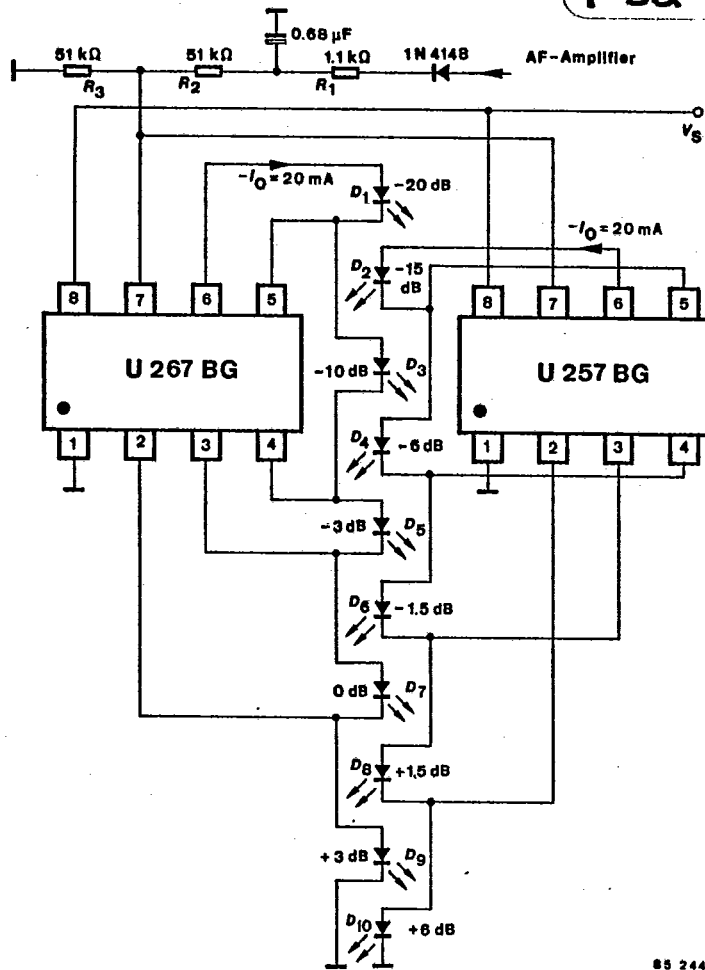 0.68 µF
51 kΩ 51 kΩ 1.1 kΩ 1N 4148 AF-Amplifier
R3 R2 R1
VS
-IO = 20 mA
D1 -20 dB
-IO = 20 mA
D2 -15 dB
8 7 6 5
8 7 6 5
U 267 BG
-10 dB D3
U 257 BG
D4 -6 dB
1 2 3 4
1 2 3 4
-3 dB D5
D6 -1.5 dB
0 dB D7
D8 +1.5 dB
+3 dB D9
D10 +6 dB
85 244